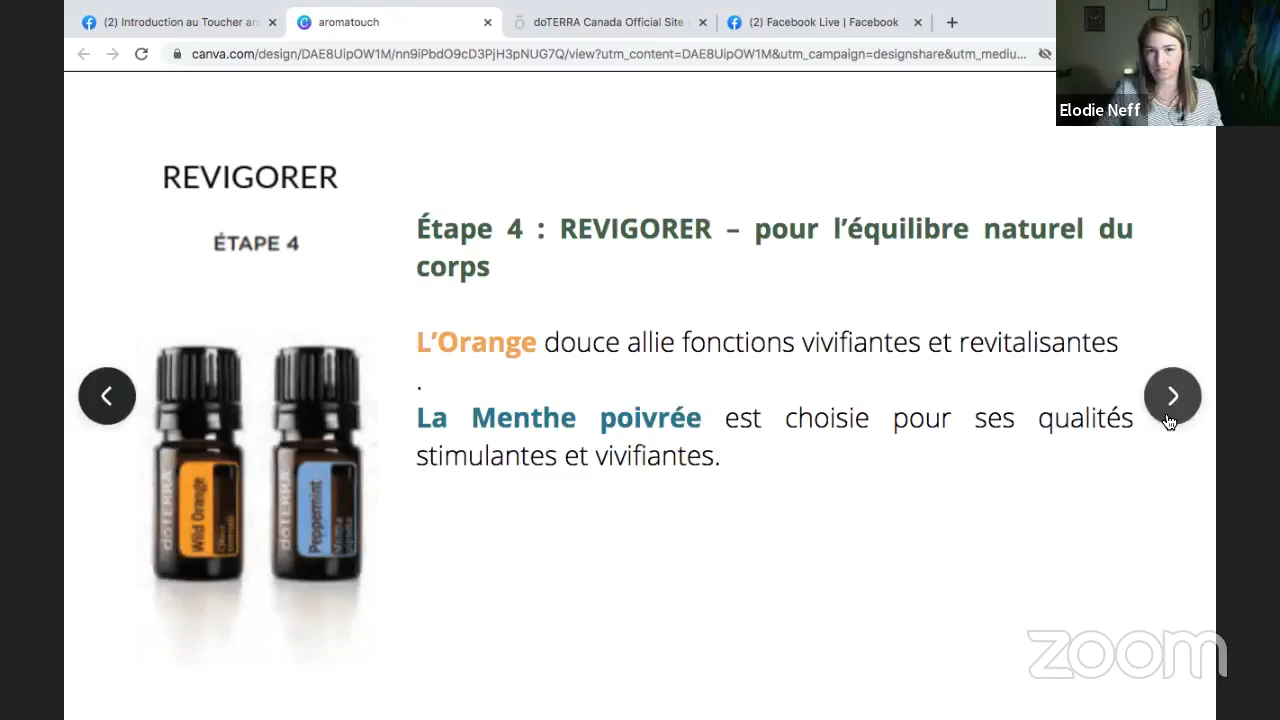 (2) Introduction au Toucher aro
aromatouch
doTERRA Canada Official Site
(2) Facebook Live | Facebook
canva.com/design/DAE8UipOW1M/nn9iPbdO9cD3PjH3pNUG7Q/view?utm_content=DAE8UipOW1M&utm_campaign=designshare&utm_mediu...
Elodie Neff
REVIGORER
ÉTAPE 4
Étape 4 : REVIGORER – pour l’équilibre naturel du
corps
L’Orange douce allie fonctions vivifiantes et revitalisantes
.
La Menthe poivrée est choisie pour ses qualités
stimulantes et vivifiantes.
dōTERRA
Wild Orange
dōTERRA
Peppermint
zoom